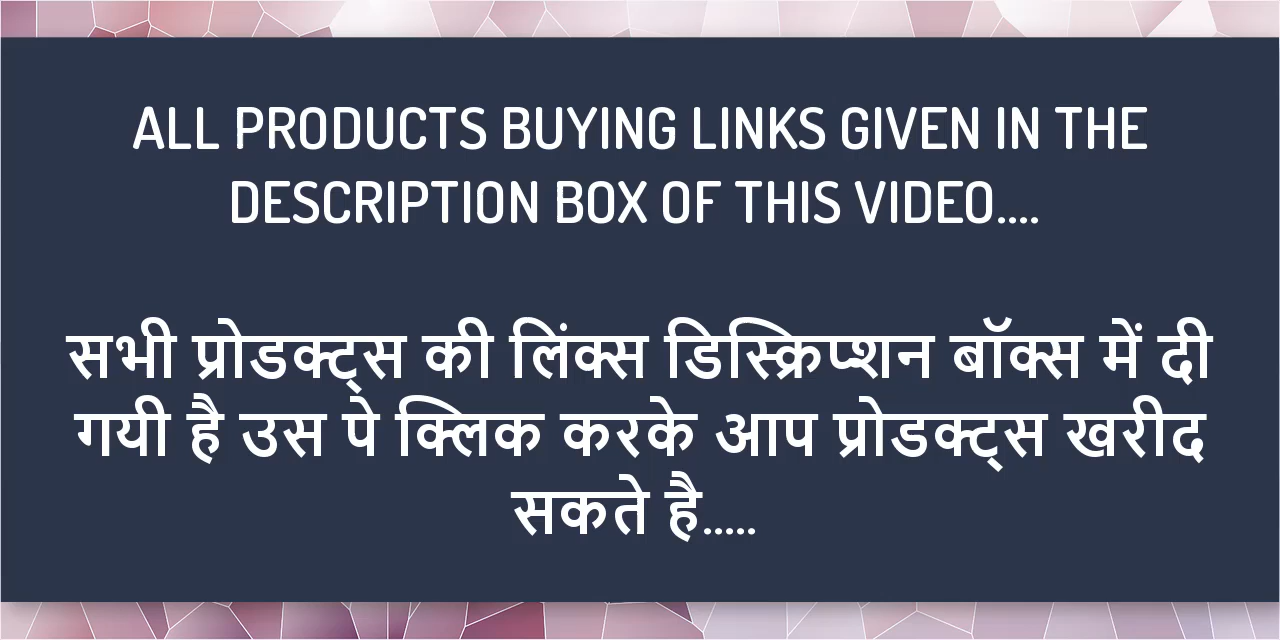 ALL PRODUCTS BUYING LINKS GIVEN IN THE
DESCRIPTION BOX OF THIS VIDEO....
सभी प्रोडक्ट्स की लिंक्स डिस्क्रिप्शन बॉक्स में दी
गयी है उस पे क्लिक करके आप प्रोडक्ट्स खरीद
सकते है.....